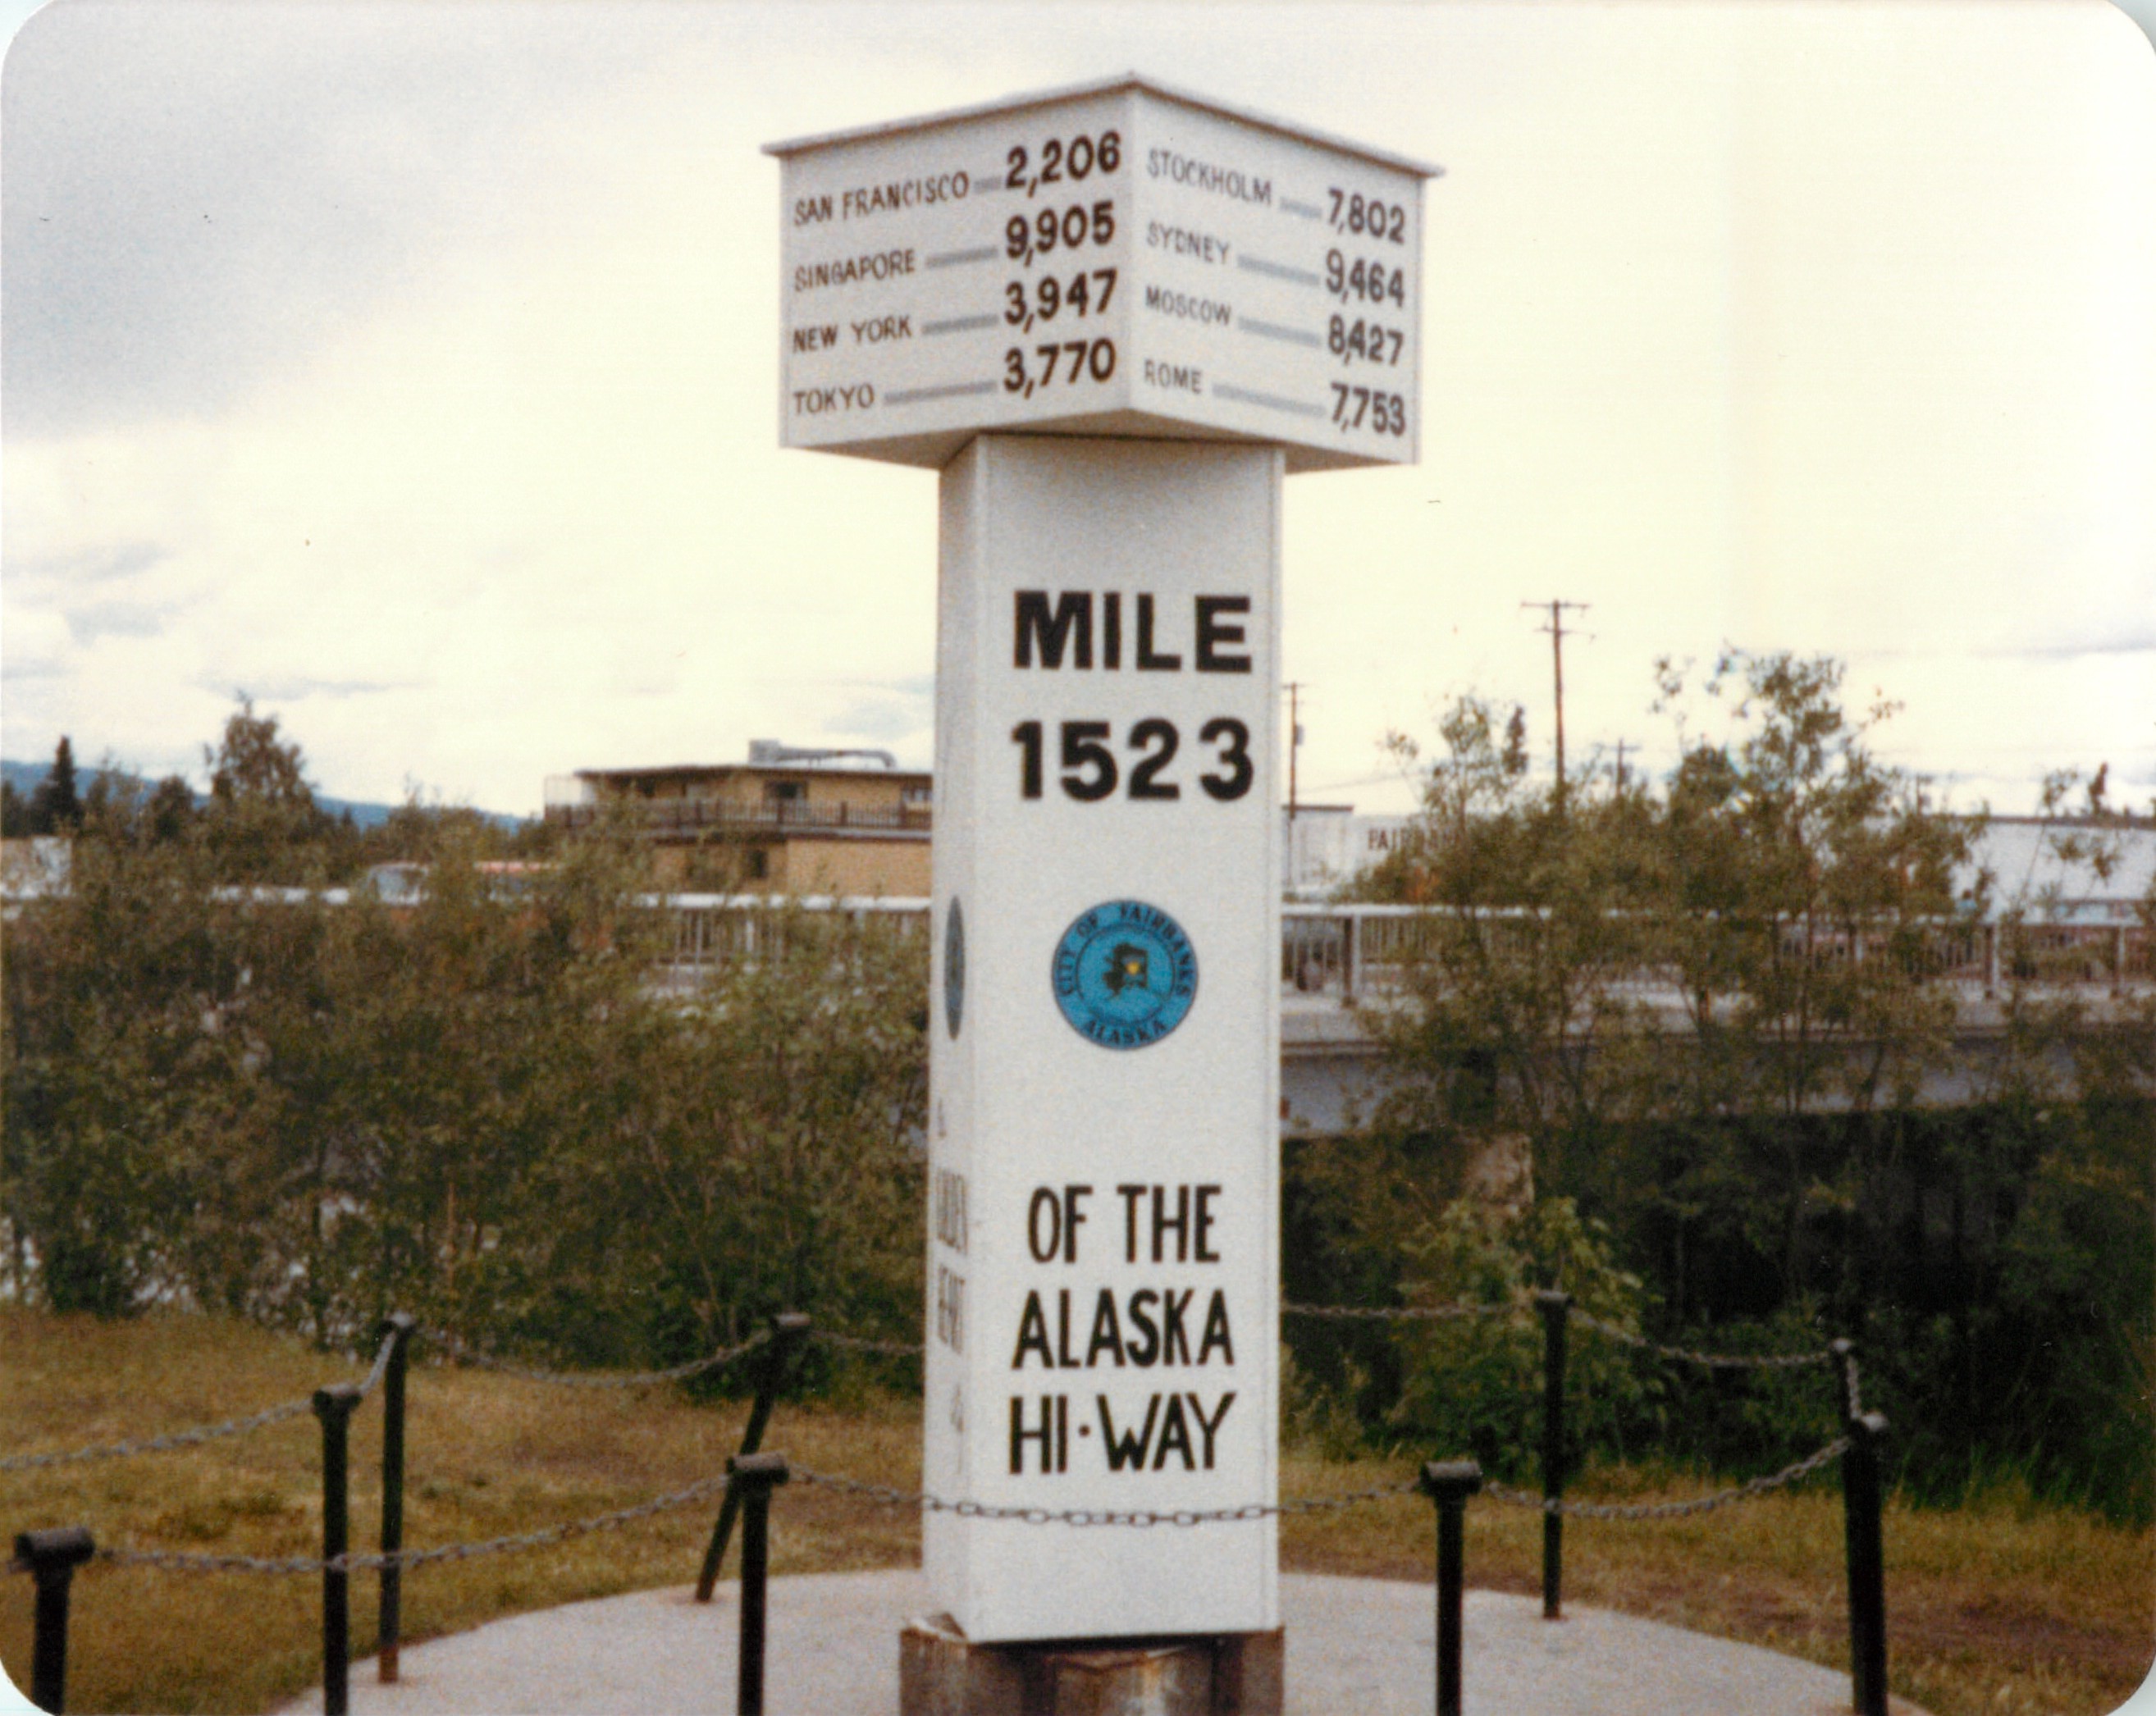 SAN FRANCISCO 2,206
SINGAPORE 9,905
NEW YORK 3,947
TOKYO 3,770
STOCKHOLM 7,802
SYDNEY 9,464
MOSCOW 8,427
ROME 7,753
MILE
1523
CITY OF FAIRBANKS
ALASKA
OF THE
ALASKA
HI·WAY